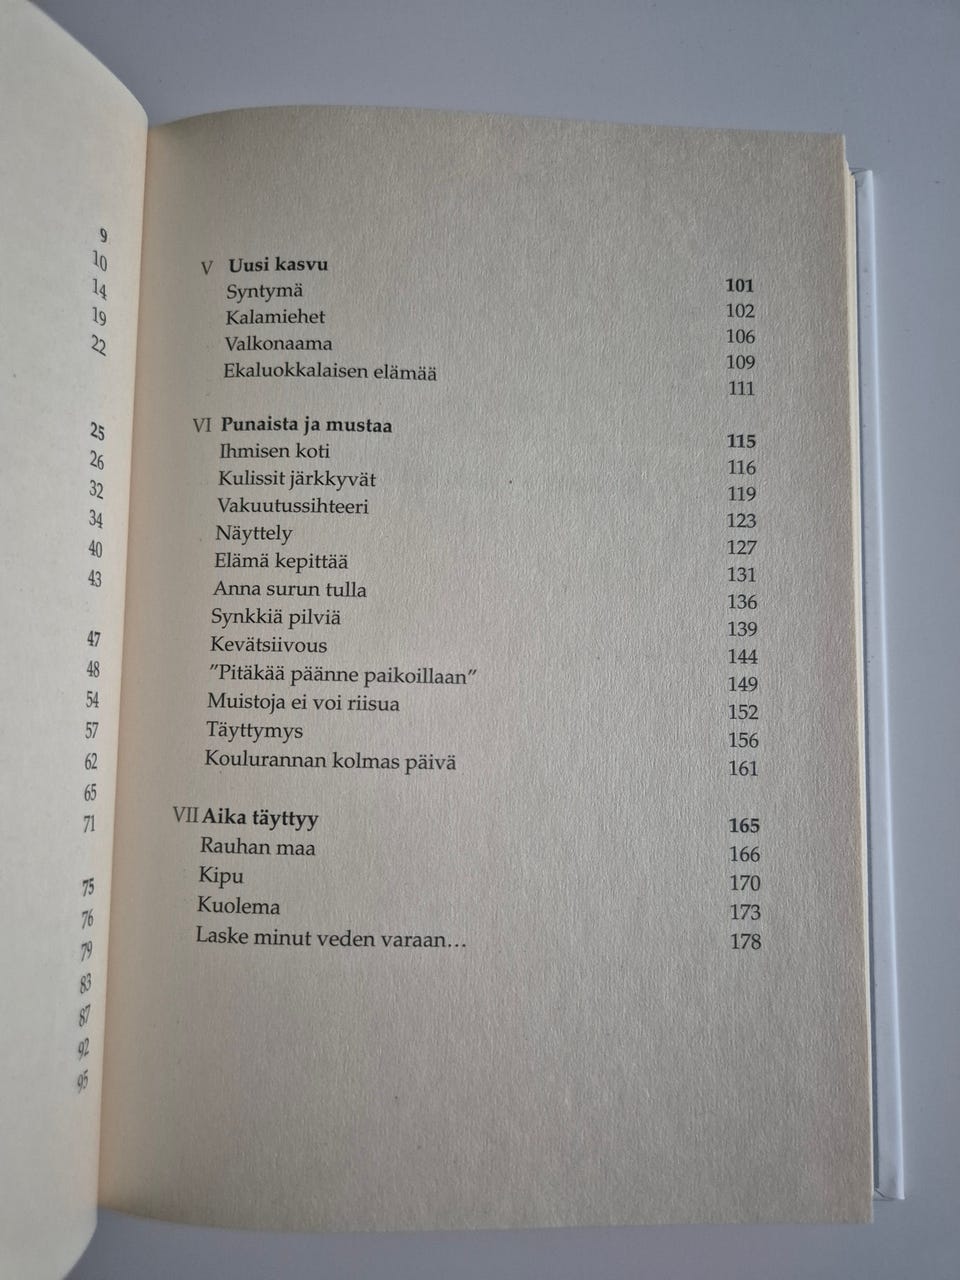 9
10
14
19
22
25
26
32
34
40
43
47
48
54
57
62
65
71
75
76
79
83
87
92
95
V Uusi kasvu 101
Syntymä 102
Kalamiehet 106
Valkonaama 109
Ekaluokkalaisen elämää 111
VI Punaista ja mustaa 115
Ihmisen koti 116
Kulissit järkkyvät 119
Vakuutussihteeri 123
Näyttely 127
Elämä kepittää 131
Anna surun tulla 136
Synkkiä pilviä 139
Kevätsiivous 144
”Pitäkää päänne paikoillaan” 149
Muistoja ei voi riisua 152
Täyttymys 156
Koulurannan kolmas päivä 161
VII Aika täyttyy 165
Rauhan maa 166
Kipu 170
Kuolema 173
Laske minut veden varaan… 178